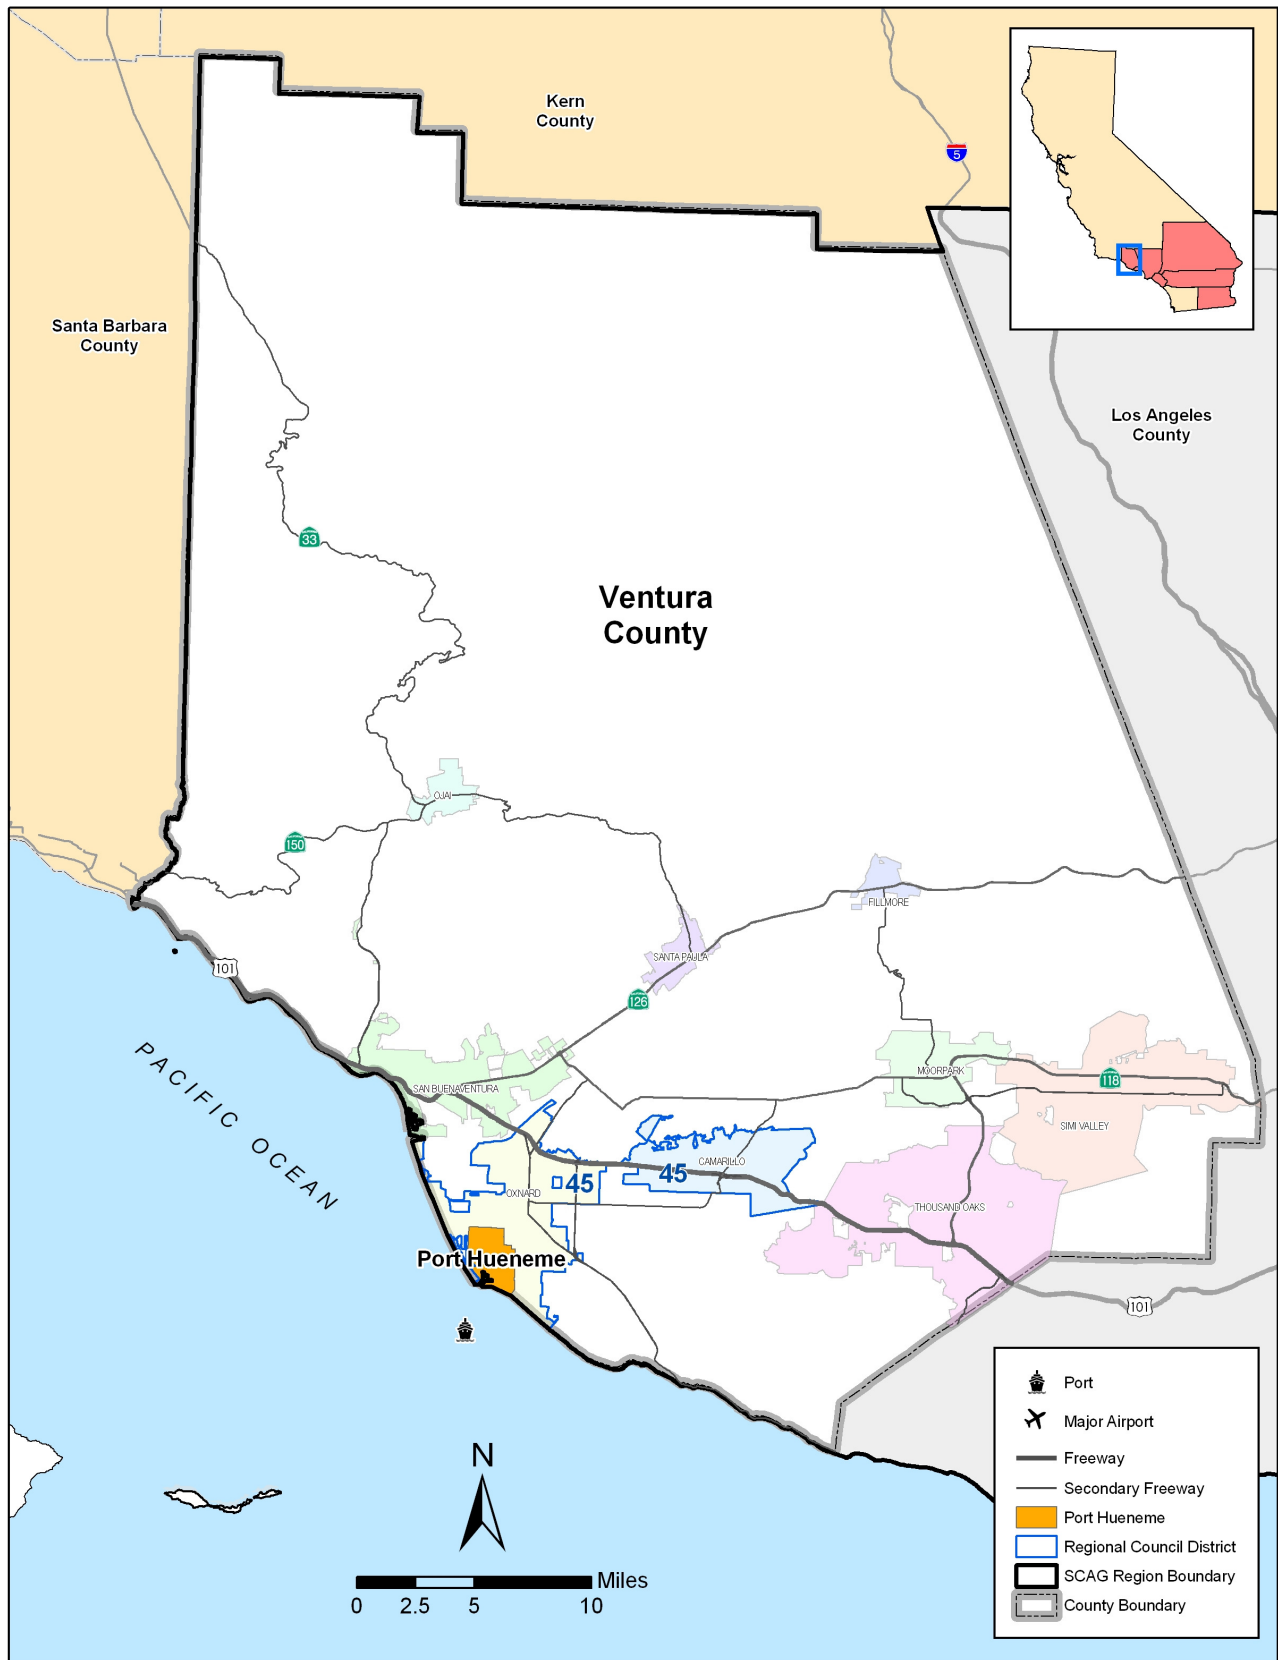 Kern
County
5
Santa Barbara
County
Los Angeles
County
33
Ventura
County
OJAI
150
FILLMORE
SANTA PAULA
101
126
PACIFIC OCEAN
SAN BUENAVENTURA
MOORPARK
118
SIMI VALLEY
CAMARILLO
45
45
OXNARD
THOUSAND OAKS
Port Hueneme
101
N
Miles
0 2.5 5 10
Port
Major Airport
Freeway
Secondary Freeway
Port Hueneme
Regional Council District
SCAG Region Boundary
County Boundary